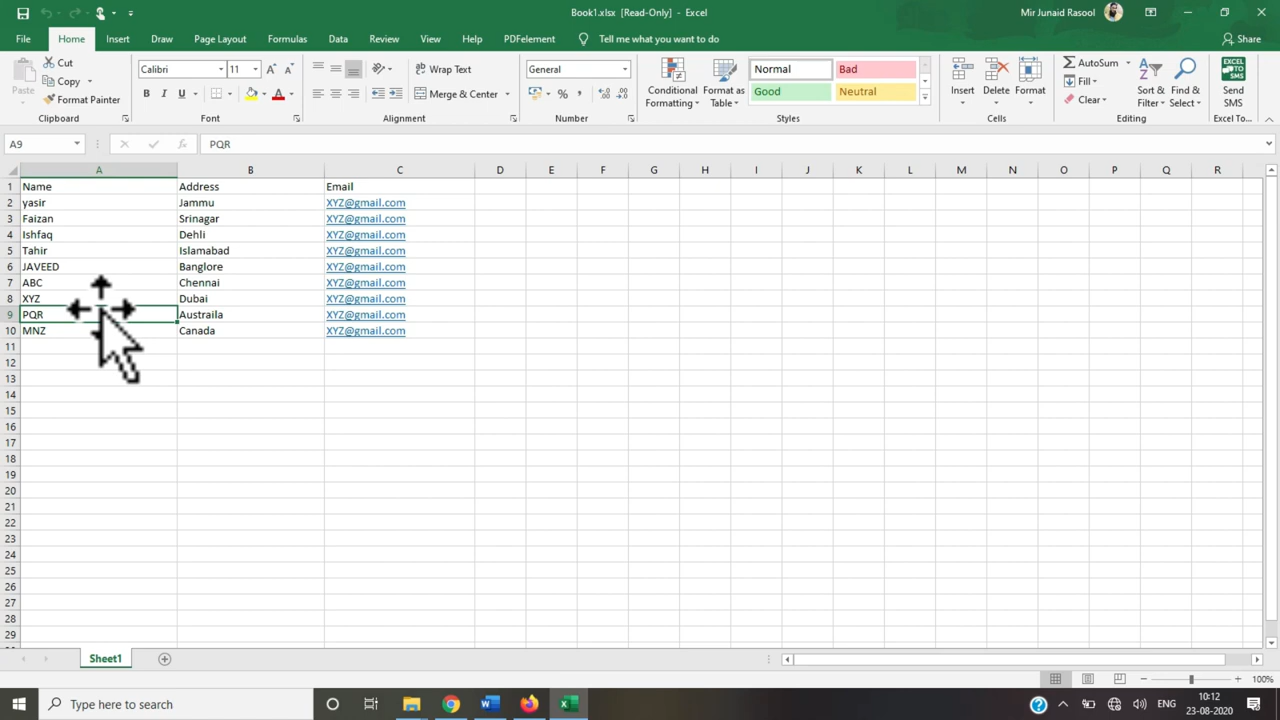 Book1.xlsx [Read-Only] - Excel
Mir Junaid Rasool
File Home Insert Draw Page Layout Formulas Data Review View Help PDFelement Tell me what you want to do Share
Paste Cut
Copy
Format Painter
Clipboard
Calibri 11
B I U
Font
Wrap Text
Merge & Center
Alignment
General
% ,
Number
Conditional Formatting
Format as Table
Normal Bad
Good Neutral
Styles
Insert Delete Format
Cells
AutoSum
Fill
Clear
Sort & Filter
Find & Select
Editing
EXCEL TO SMS
Send SMS
Excel To...
A9 fx PQR
A B C D E F G H I J K L M N O P Q R
1 Name Address Email
2 yasir Jammu XYZ@gmail.com
3 Faizan Srinagar XYZ@gmail.com
4 Ishfaq Dehli XYZ@gmail.com
5 Tahir Islamabad XYZ@gmail.com
6 JAVEED Banglore XYZ@gmail.com
7 ABC Chennai XYZ@gmail.com
8 XYZ Dubai XYZ@gmail.com
9 PQR Austraila XYZ@gmail.com
10 MNZ Canada XYZ@gmail.com
11
12
13
14
15
16
17
18
19
20
21
22
23
24
25
26
27
28
29
Sheet1
100%
Type here to search
ENG
10:12
23-08-2020